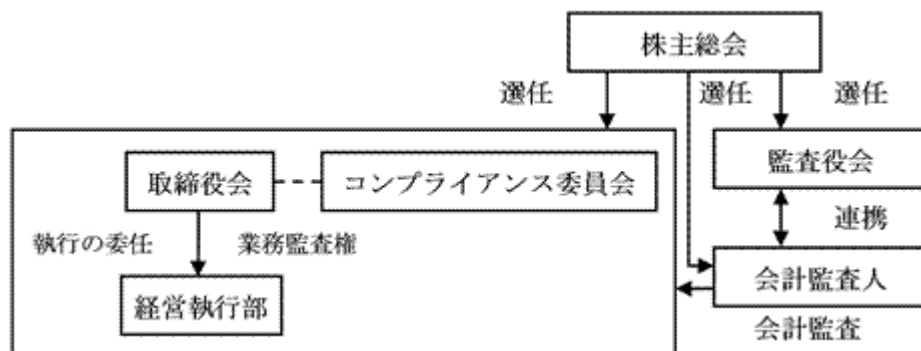 株主総会
選任
選任
選任
監査役会
取締役会
コンプライアンス委員会
連携
執行の委任
業務監査権
経営執行部
会計監査人
会計監査